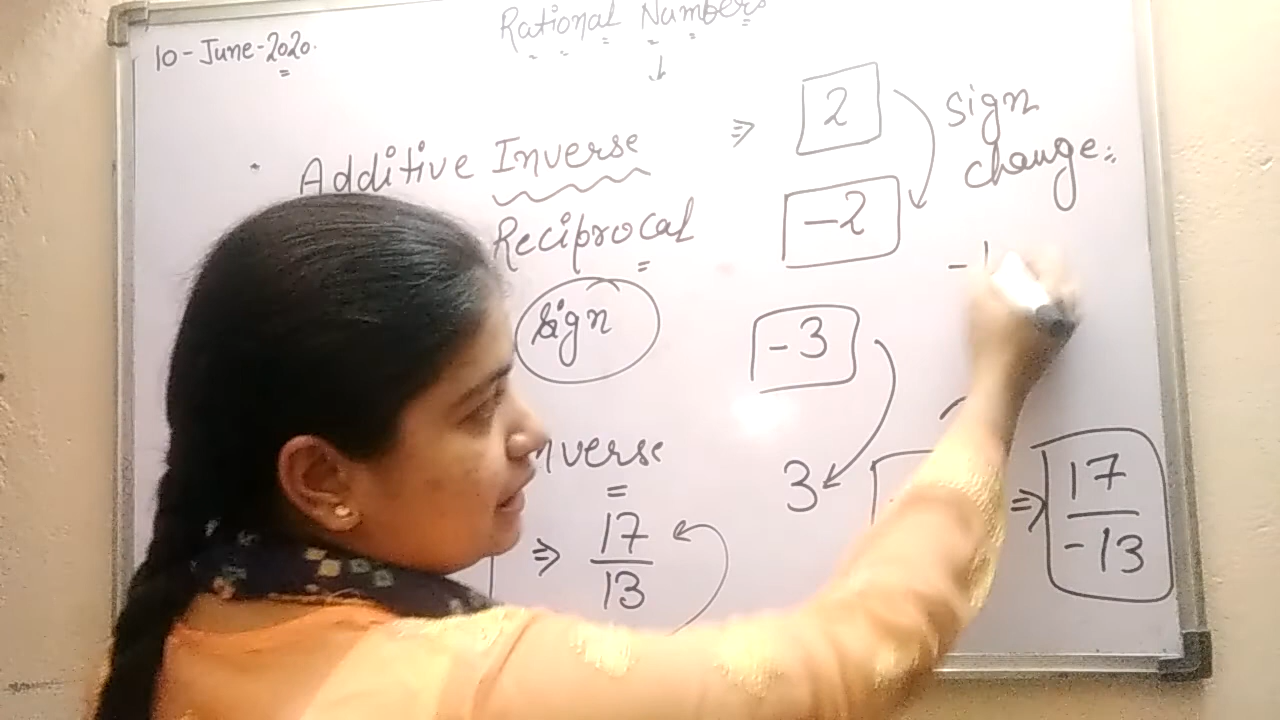 Rational Numbers
10-June-2020.
Additive Inverse ⇒ 2
sign
change
-2
Reciprocal
sign
-3
3
nverse
⇒ 17
13
⇒ 17
-13